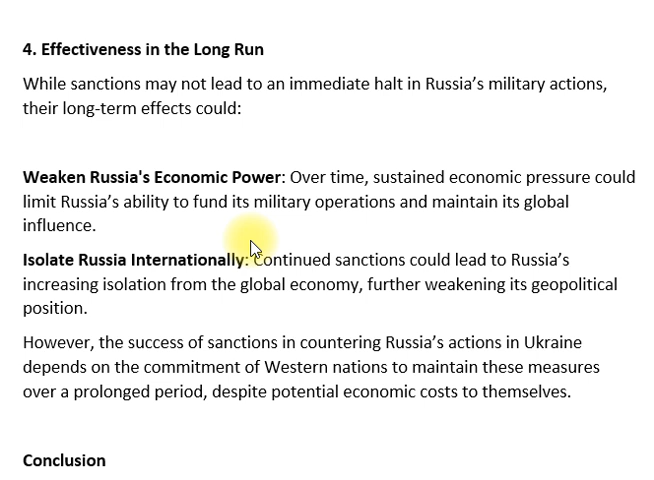 4. Effectiveness in the Long Run
While sanctions may not lead to an immediate halt in Russia’s military actions,
their long-term effects could:
Weaken Russia's Economic Power: Over time, sustained economic pressure could
limit Russia’s ability to fund its military operations and maintain its global
influence.
Isolate Russia Internationally: Continued sanctions could lead to Russia’s
increasing isolation from the global economy, further weakening its geopolitical
position.
However, the success of sanctions in countering Russia’s actions in Ukraine
depends on the commitment of Western nations to maintain these measures
over a prolonged period, despite potential economic costs to themselves.
Conclusion